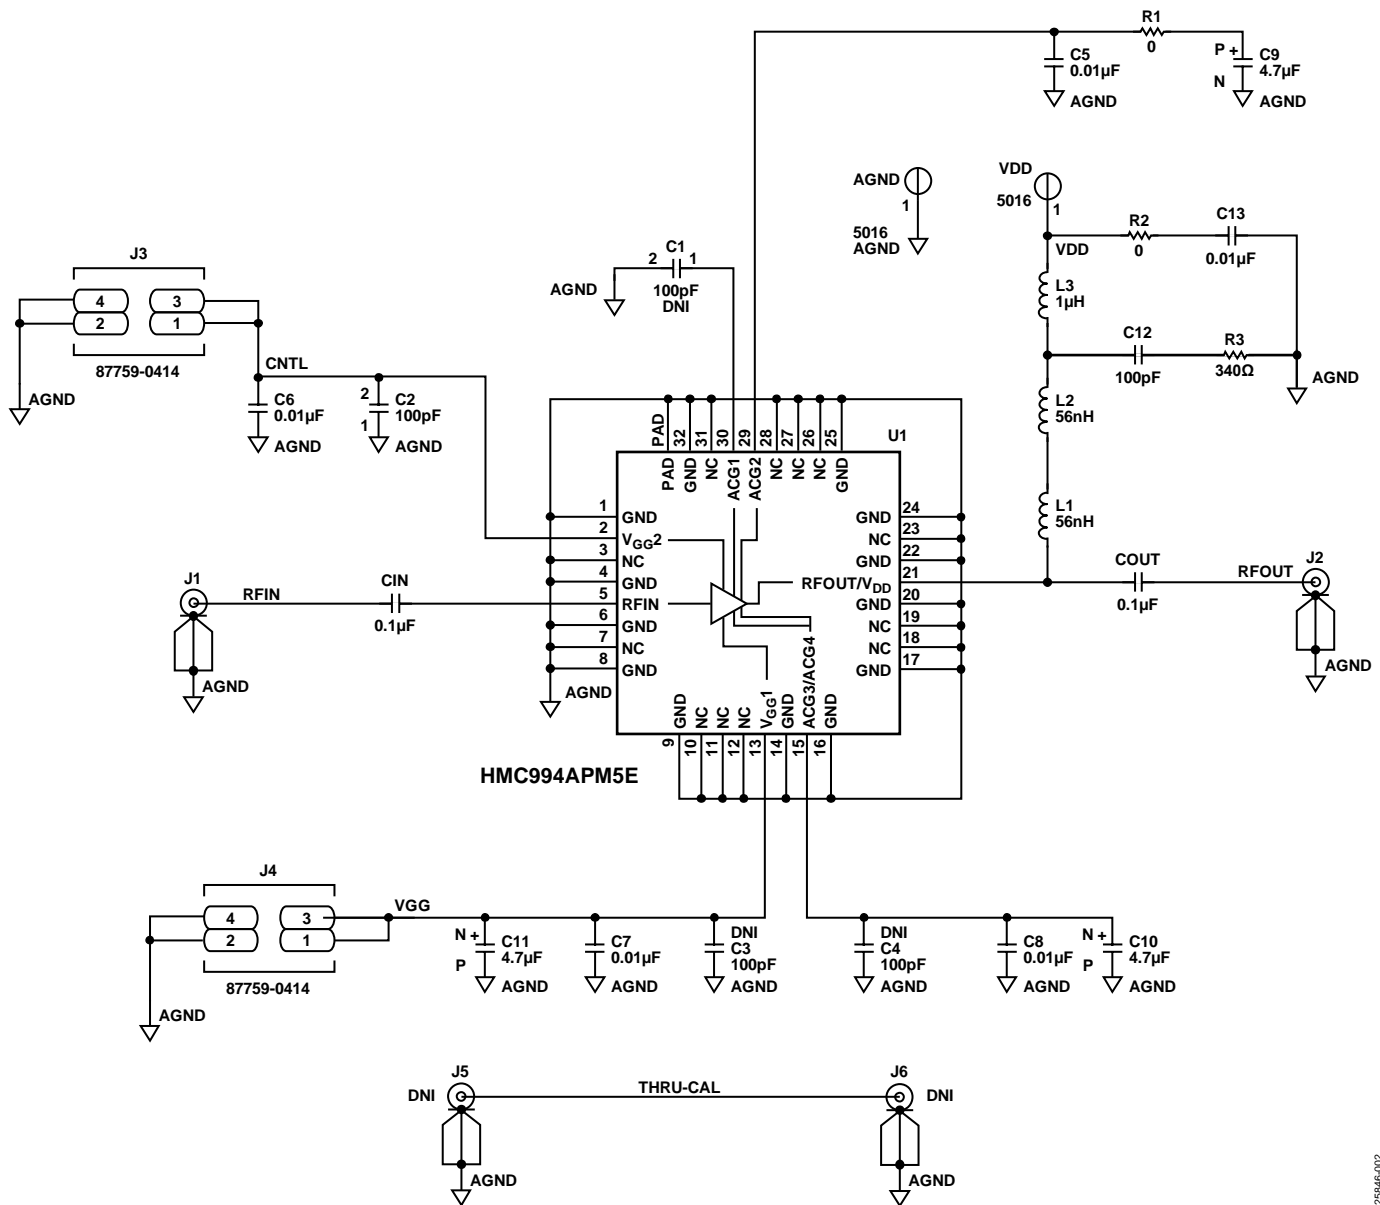 R1
0
C5
0.01µF
AGND
P +
N
C9
4.7µF
AGND
AGND
1
5016
AGND
VDD
5016
1
VDD
R2
0
C13
0.01µF
L3
1µH
C12
100pF
R3
340Ω
AGND
L2
56nH
L1
56nH
J3
4 3
2 1
87759-0414
AGND
CNTL
C6
0.01µF
AGND
2
1
C2
100pF
AGND
C1
2 1
100pF
DNI
AGND
U1
PAD 32 31 30 29 28 27 26 25
PAD GND NC ACG1 ACG2 NC NC NC GND
1 GND
2 VGG2
3 NC
4 GND
5 RFIN
6 GND
7 NC
8 GND
AGND
GND 24
NC 23
GND 22
RFOUT/VDD 21
GND 20
NC 19
NC 18
GND 17
GND NC NC NC VGG1 GND ACG3/ACG4 GND
9 10 11 12 13 14 15 16
HMC994APM5E
J1
RFIN
CIN
0.1µF
AGND
COUT
0.1µF
RFOUT
J2
AGND
J4
4 3
2 1
87759-0414
AGND
VGG
N +
P
C11
4.7µF
AGND
C7
0.01µF
AGND
DNI
C3
100pF
AGND
DNI
C4
100pF
AGND
C8
0.01µF
AGND
N +
P
C10
4.7µF
AGND
J5
DNI
AGND
THRU-CAL
J6
DNI
AGND
25846-002